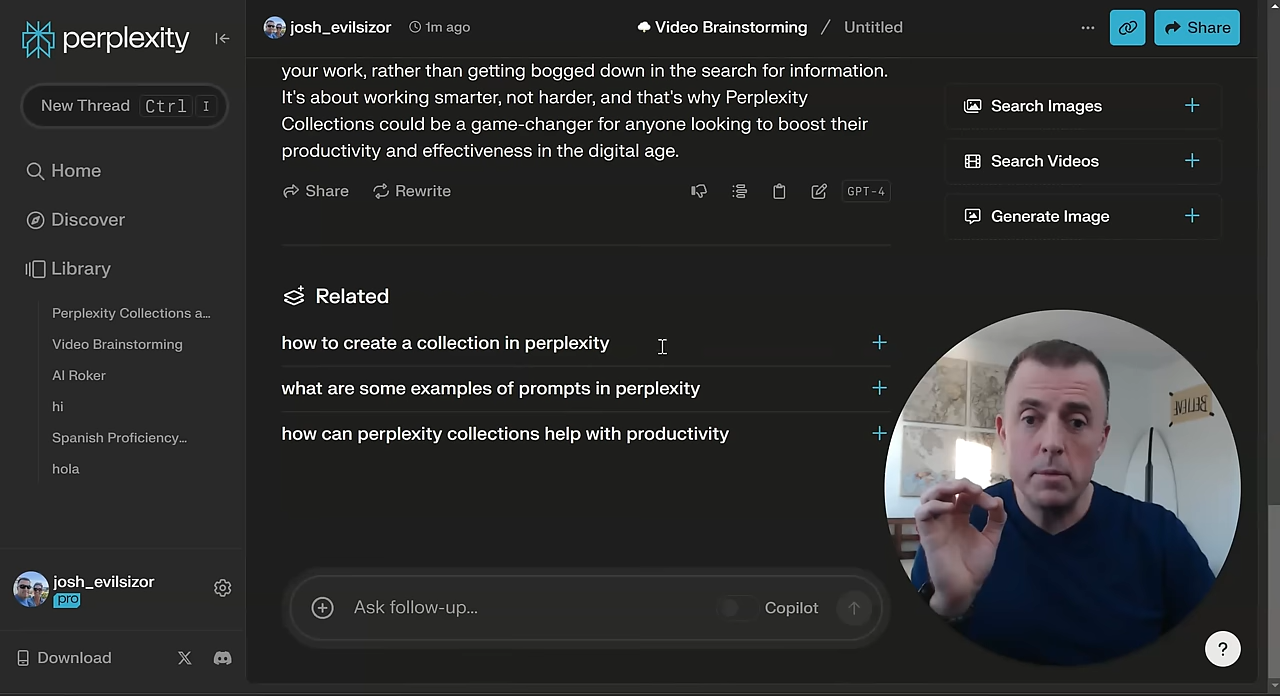 perplexity
New Thread Ctrl I
Home
Discover
Library
Perplexity Collections a...
Video Brainstorming
AI Roker
hi
Spanish Proficiency...
hola
josh_evilsizor
pro
Download
josh_evilsizor 1m ago
Video Brainstorming / Untitled
Share
your work, rather than getting bogged down in the search for information.
It's about working smarter, not harder, and that's why Perplexity
Collections could be a game-changer for anyone looking to boost their
productivity and effectiveness in the digital age.
Share Rewrite GPT-4
Related
how to create a collection in perplexity
what are some examples of prompts in perplexity
how can perplexity collections help with productivity
Ask follow-up... Copilot
Search Images
Search Videos
Generate Image
BELIEVE
?